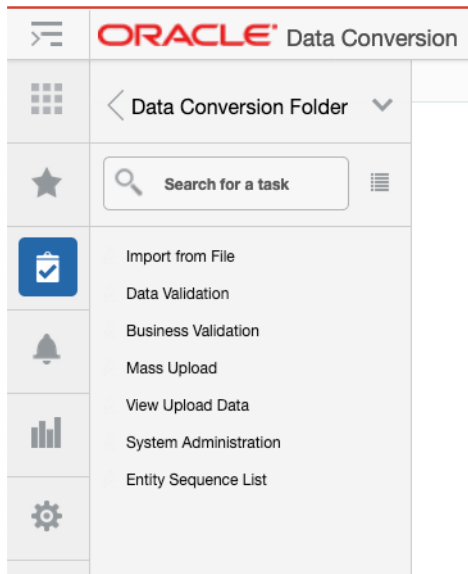 ORACLE® Data Conversion
Data Conversion Folder
Search for a task
Import from File
Data Validation
Business Validation
Mass Upload
View Upload Data
System Administration
Entity Sequence List